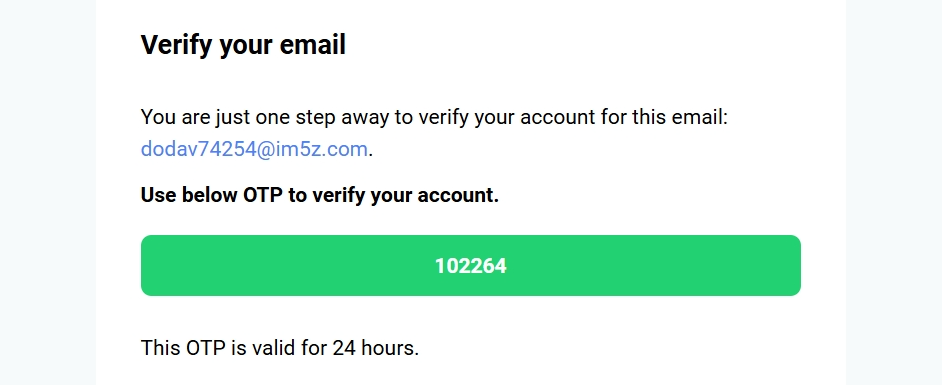 Verify your email
You are just one step away to verify your account for this email:
dodav74254@im5z.com.
Use below OTP to verify your account.
102264
This OTP is valid for 24 hours.